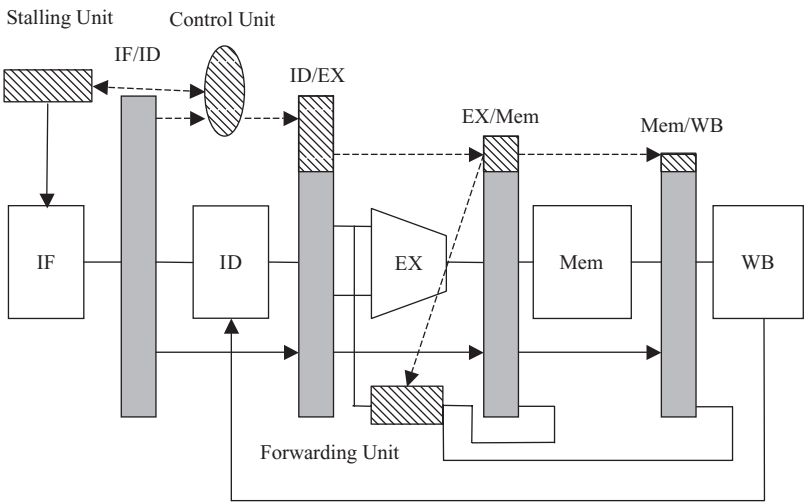 Stalling Unit
Control Unit
IF/ID
ID/EX
EX/Mem
Mem/WB
IF
ID
EX
Mem
WB
Forwarding Unit